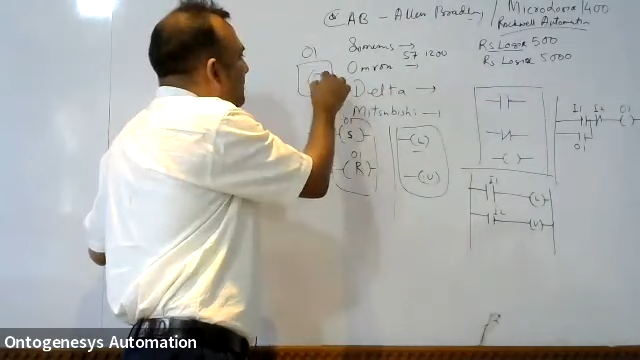 AB - Allen Bradley / Micrologix 1400
Rockwell Automation
Siemens → S7 1200
Rs Logix 500
Omron →
Rs Logix 5000
Delta →
Mitsubishi →
O1
O1
(S)
O1
(R)
(L)
(U)
I1 I2 O1
O1
I1
(L)
I2
(U)
Ontogenesys Automation